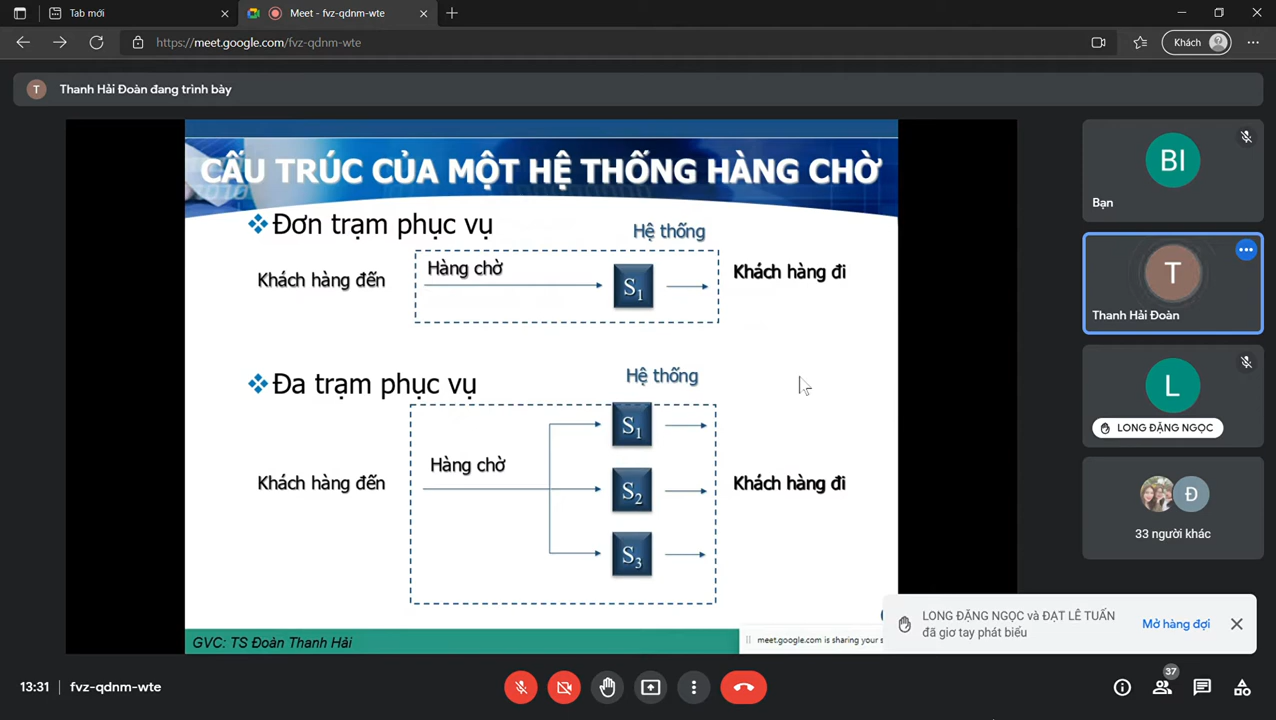 Tab mới
Meet - fvz-qdnm-wte
https://meet.google.com/fvz-qdnm-wte
Khách
T
Thanh Hải Đoàn đang trình bày
CẤU TRÚC CỦA MỘT HỆ THỐNG HÀNG CHỜ
Đơn trạm phục vụ
Hệ thống
Khách hàng đến
Hàng chờ
S1
Khách hàng đi
Đa trạm phục vụ
Hệ thống
S1
Hàng chờ
Khách hàng đến
S2
Khách hàng đi
S3
GVC: TS Đoàn Thanh Hải
meet.google.com is sharing your s
BI
Bạn
T
Thanh Hải Đoàn
L
LONG ĐẶNG NGỌC
Đ
33 người khác
LONG ĐẶNG NGỌC và ĐẠT LÊ TUẤN
đã giơ tay phát biểu
Mở hàng đợi
13:31
fvz-qdnm-wte
37